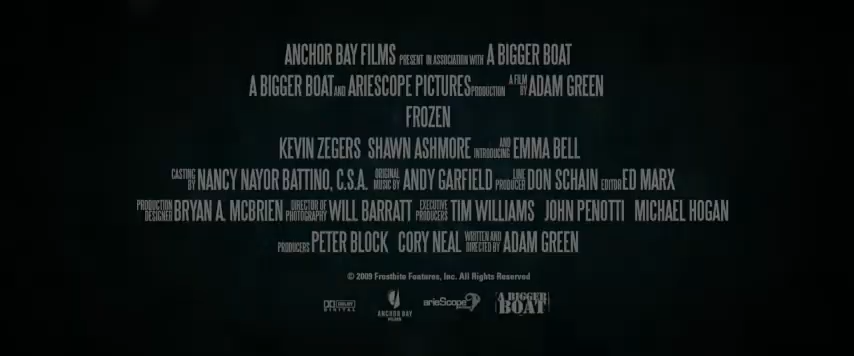 ANCHOR BAY FILMS PRESENT IN ASSOCIATION WITH A BIGGER BOAT
A BIGGER BOAT AND ARIESCOPE PICTURES PRODUCTION A FILM BY ADAM GREEN
FROZEN
KEVIN ZEGERS SHAWN ASHMORE AND INTRODUCING EMMA BELL
CASTING BY NANCY NAYOR BATTINO, C.S.A. ORIGINAL MUSIC BY ANDY GARFIELD LINE PRODUCER DON SCHAIN EDITOR ED MARX
PRODUCTION DESIGNER BRYAN A. MCBRIEN DIRECTOR OF PHOTOGRAPHY WILL BARRATT EXECUTIVE PRODUCERS TIM WILLIAMS JOHN PENOTTI MICHAEL HOGAN
PRODUCERS PETER BLOCK CORY NEAL WRITTEN AND DIRECTED BY ADAM GREEN
© 2009 Frostbite Features, Inc. All Rights Reserved
DOLBY DIGITAL ANCHOR BAY FILMS arieScope A BIGGER BOAT